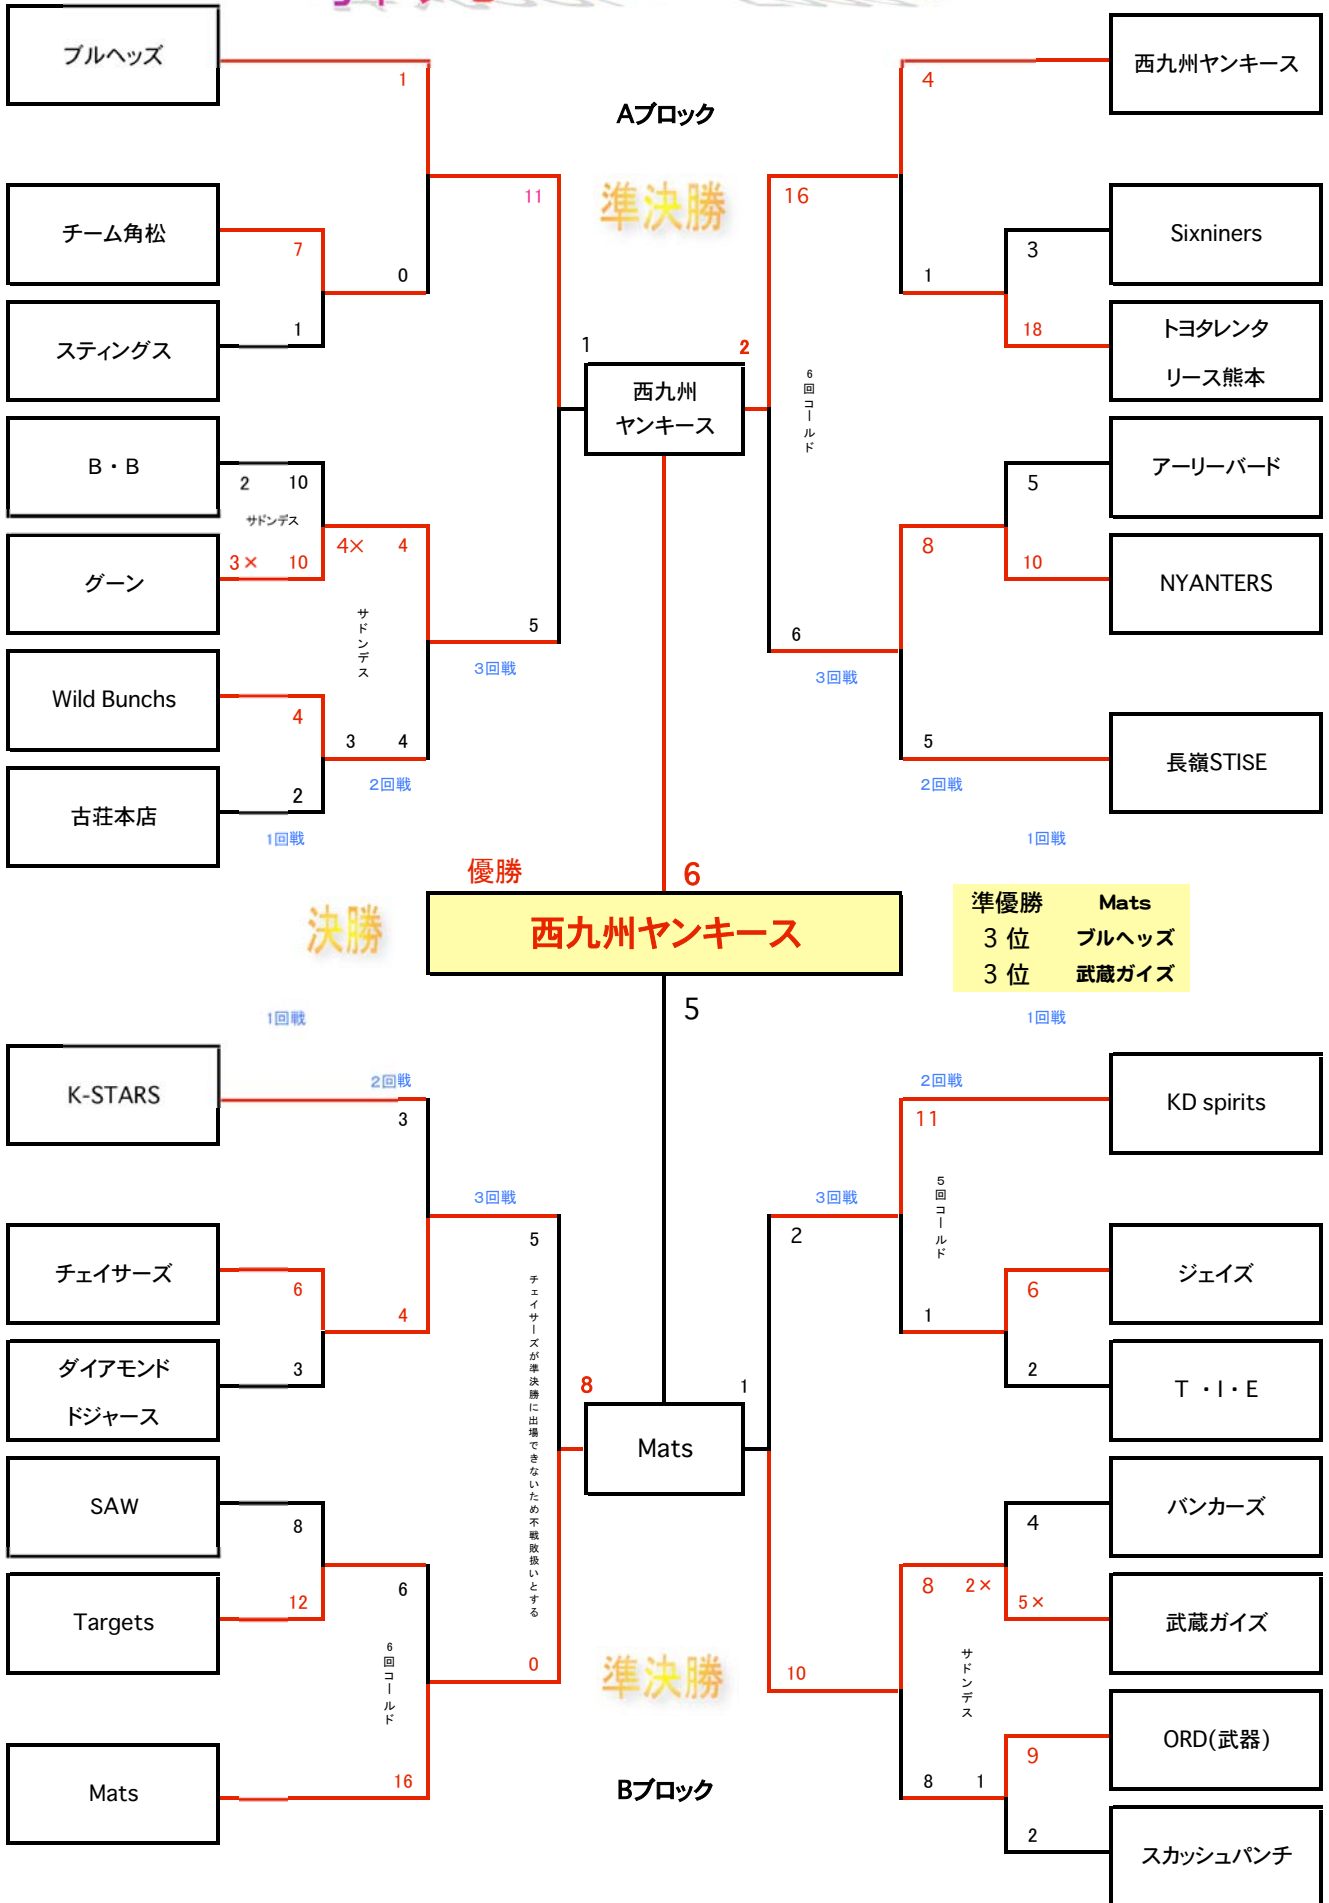 ブルヘッズ
1
Aブロック
4
西九州ヤンキース
11
準決勝
16
チーム角松
7
0
1
3
Sixniners
スティングス
1
18
トヨタレンタ
リース熊本
1
2
西九州
ヤンキース
6回コールド
B・B
2 10
サドンデス
3× 10
グーン
4× 4
サドンデス
5
3回戦
6
3回戦
8
5
アーリーバード
10
NYANTERS
Wild Bunchs
4
3 4
2回戦
5
2回戦
長嶺STISE
古荘本店
2
1回戦
1回戦
優勝
6
決勝
西九州ヤンキース
準優勝 Mats
3位 ブルヘッズ
3位 武蔵ガイズ
5
1回戦
1回戦
K-STARS
2回戦
3
2回戦
11
KD spirits
3回戦
5
3回戦
2
5回コールド
チェイサーズ
6
4
1
6
ジェイズ
ダイアモンド
ドジャース
3
チェイサーズが準決勝に出場できないため不戦敗扱いとする
8
1
Mats
2
T・I・E
SAW
8
6
4
バンカーズ
Targets
12
6回コールド
0
準決勝
10
8 2×
5×
サドンデス
武蔵ガイズ
Mats
16
Bブロック
8 1
9
ORD(武器)
2
スカッシュパンチ